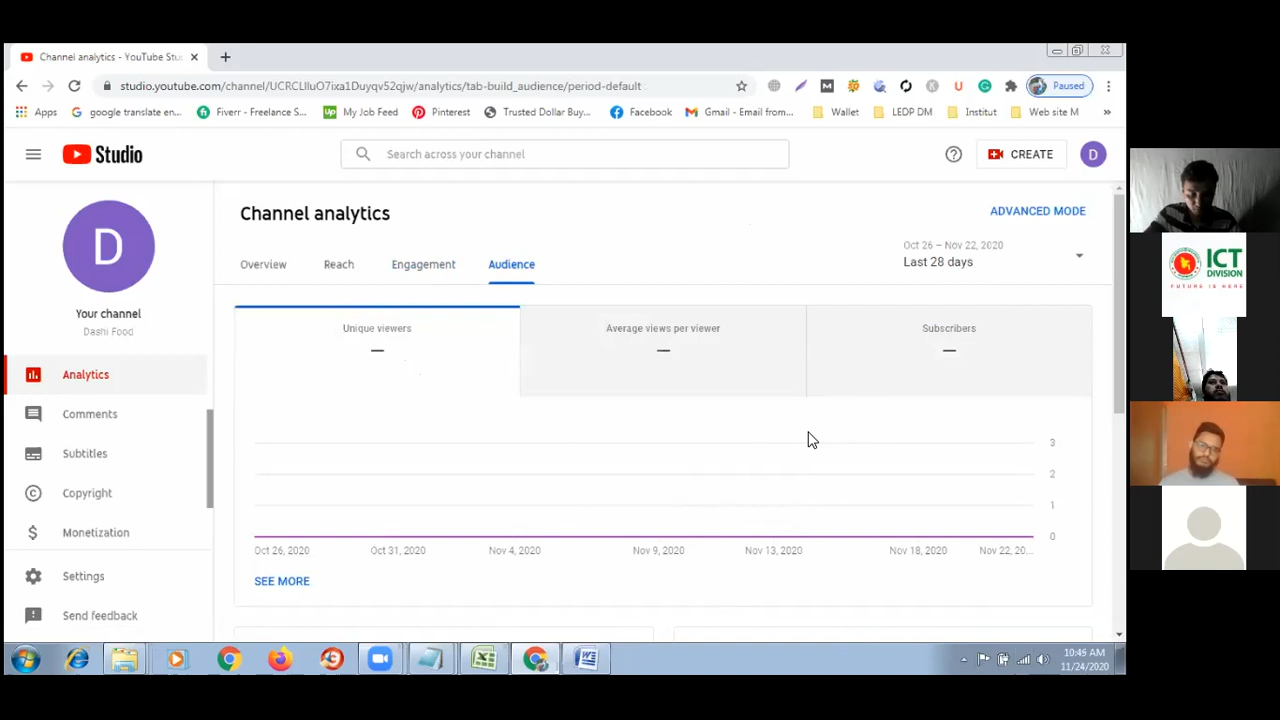 Channel analytics - YouTube Stu
studio.youtube.com/channel/UCRCLlluO7ixa1Duyqv52qjw/analytics/tab-build_audience/period-default
Paused
Apps
google translate en...
Fiverr - Freelance S...
Up My Job Feed
Pinterest
Trusted Dollar Buy...
Facebook
Gmail - Email from...
Wallet
LEDP DM
Institut
Web site M
»
Studio
Search across your channel
CREATE
D
D
Your channel
Dashi Food
Analytics
Comments
Subtitles
Copyright
Monetization
Settings
Send feedback
Channel analytics
ADVANCED MODE
Overview
Reach
Engagement
Audience
Oct 26 – Nov 22, 2020
Last 28 days
Unique viewers
—
Average views per viewer
—
Subscribers
—
3
2
1
0
Oct 26, 2020
Oct 31, 2020
Nov 4, 2020
Nov 9, 2020
Nov 13, 2020
Nov 18, 2020
Nov 22, 20...
SEE MORE
10:49 AM
11/24/2020
ICT
DIVISION
FUTURE IS HERE